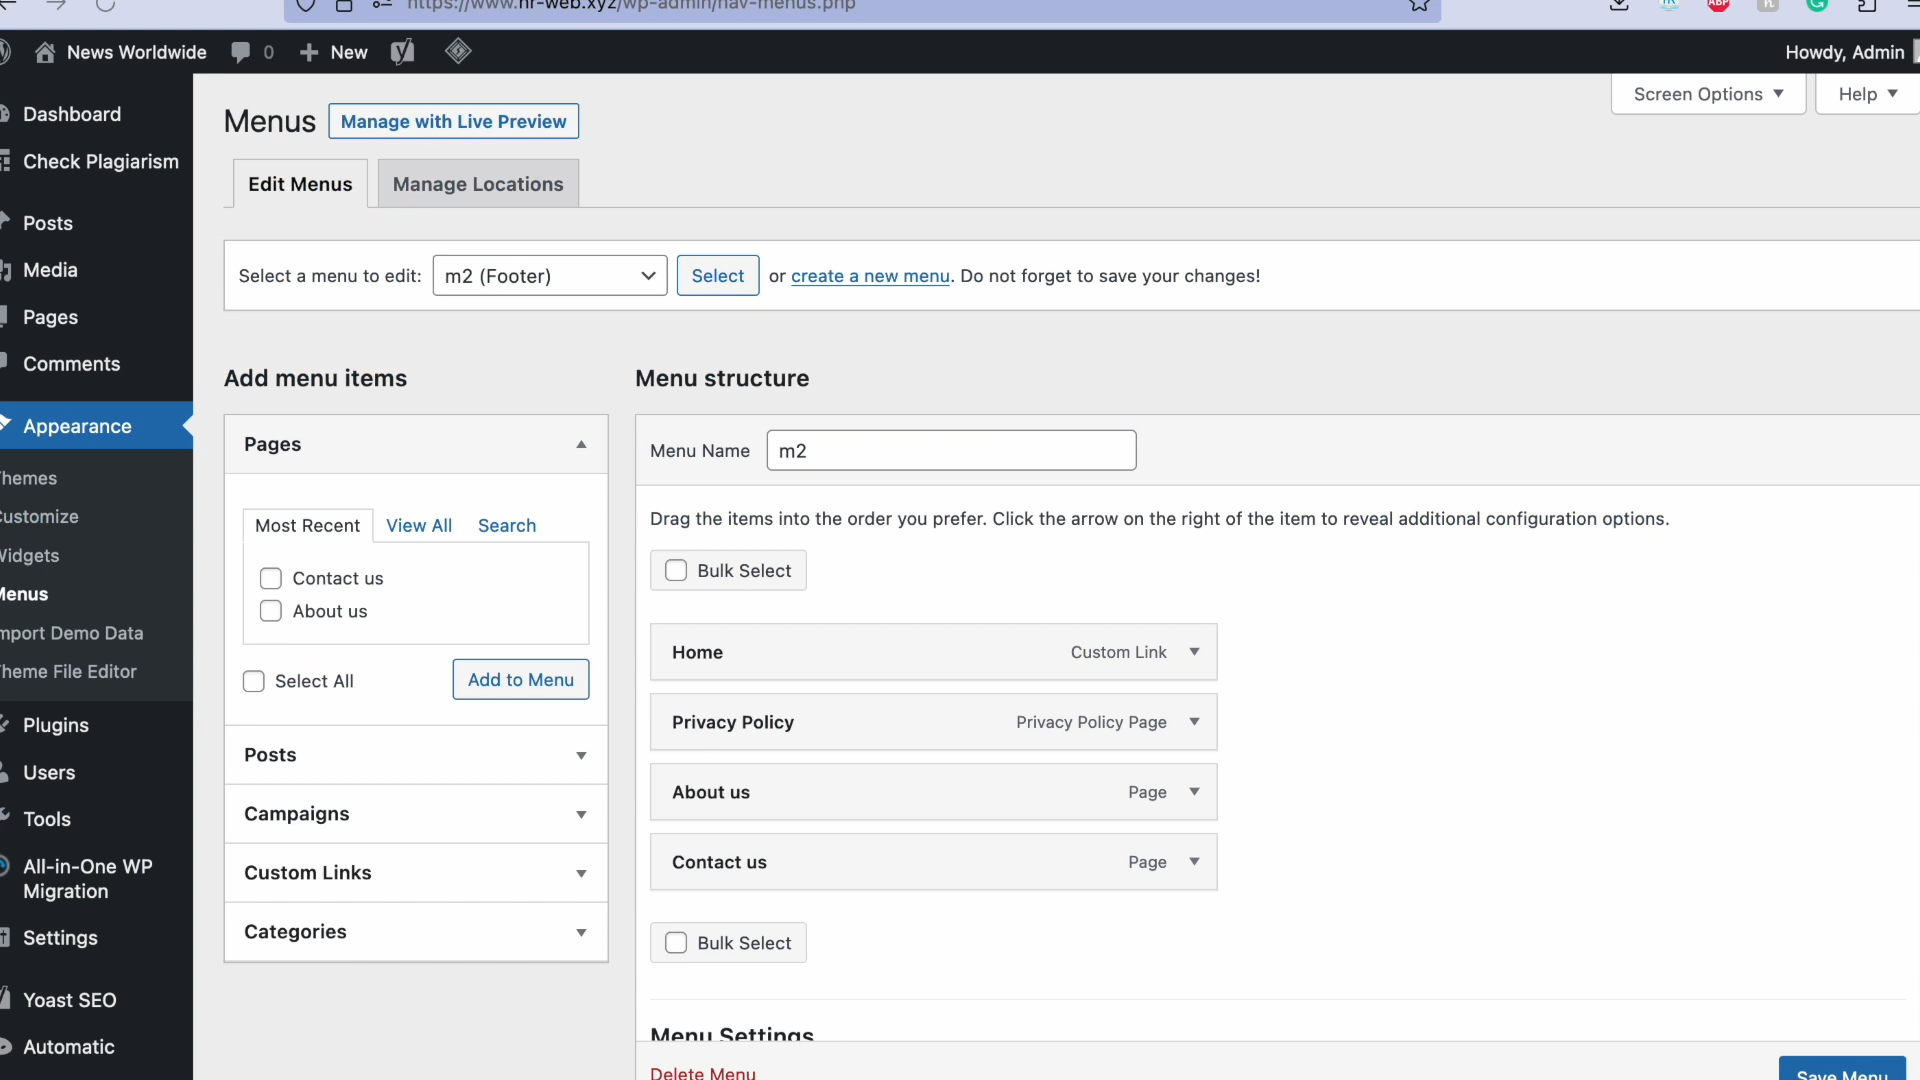 https://www.hr-web.xyz/wp-admin/nav-menus.php
News Worldwide 0 New Howdy, Admin
Screen Options Help
Menus Manage with Live Preview
Edit Menus Manage Locations
Select a menu to edit: m2 (Footer) Select or create a new menu. Do not forget to save your changes!
Dashboard
Check Plagiarism
Posts
Media
Pages
Comments
Appearance
hemes
ustomize
Widgets
Menus
mport Demo Data
heme File Editor
Plugins
Users
Tools
All-in-One WP
Migration
Settings
Yoast SEO
Automatic
Add menu items
Pages
Most Recent View All Search
Contact us
About us
Select All Add to Menu
Posts
Campaigns
Custom Links
Categories
Menu structure
Menu Name m2
Drag the items into the order you prefer. Click the arrow on the right of the item to reveal additional configuration options.
Bulk Select
Home Custom Link
Privacy Policy Privacy Policy Page
About us Page
Contact us Page
Bulk Select
Menu Settings
Delete Menu
Save Menu
ABP